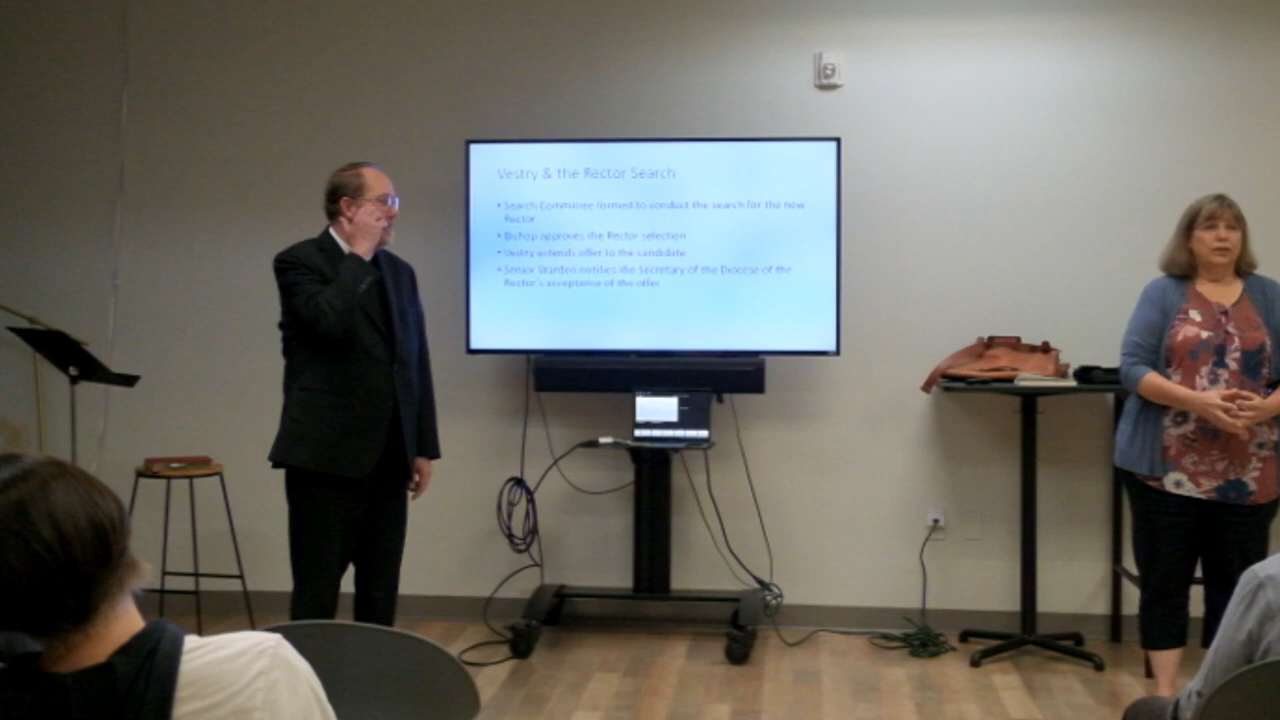 Vestry & the Rector Search
• Search Committee formed to conduct the search for the new
Rector
• Bishop approves the Rector selection
• Vestry extends offer to the candidate
• Senior Warden notifies the Secretary of the Diocese of the
Rector's acceptance of the offer